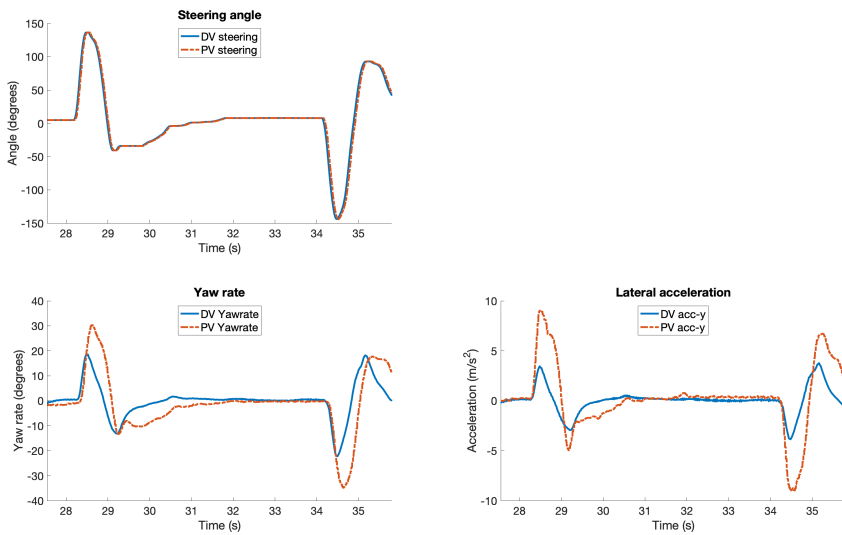 Steering angle
DV steering
PV steering
150
100
50
0
-50
-100
-150
Angle (degrees)
28 29 30 31 32 33 34 35
Time (s)
Yaw rate
DV Yawrate
PV Yawrate
40
30
20
10
0
-10
-20
-30
-40
Yaw rate (degrees)
28 29 30 31 32 33 34 35
Time (s)
Lateral acceleration
DV acc-y
PV acc-y
10
5
0
-5
-10
Acceleration (m/s²)
28 29 30 31 32 33 34 35
Time (s)